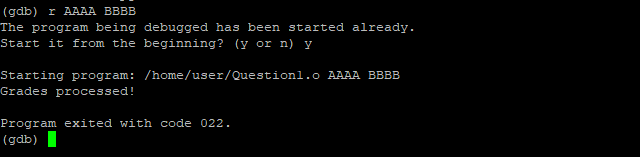 (gdb) r AAAA BBBB
The program being debugged has been started already.
Start it from the beginning? (y or n) y
Starting program: /home/user/Question1.o AAAA BBBB
Grades processed!
Program exited with code 022.
(gdb)